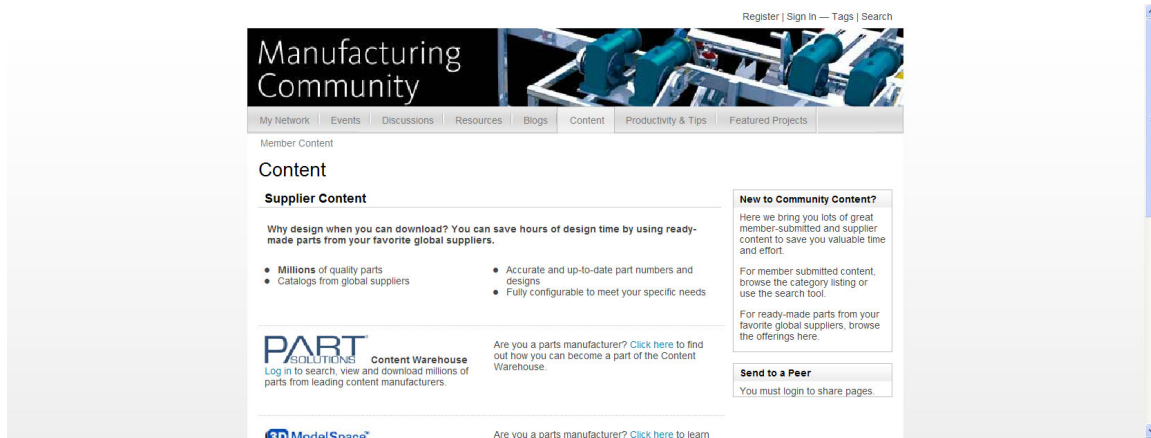 Register | Sign In — Tags | Search
Manufacturing
Community
My Network Events Discussions Resources Blogs Content Productivity & Tips Featured Projects
Member Content
Content
Supplier Content
Why design when you can download? You can save hours of design time by using ready-
made parts from your favorite global suppliers.
Millions of quality parts
Catalogs from global suppliers
Accurate and up-to-date part numbers and
designs
Fully configurable to meet your specific needs
PART
SOLUTIONS Content Warehouse
Log in to search, view and download millions of
parts from leading content manufacturers.
Are you a parts manufacturer? Click here to find
out how you can become a part of the Content
Warehouse.
3D ModelSpace
Are you a parts manufacturer? Click here to learn
New to Community Content?
Here we bring you lots of great
member-submitted and supplier
content to save you valuable time
and effort.
For member submitted content,
browse the category listing or
use the search tool.
For ready-made parts from your
favorite global suppliers, browse
the offerings here.
Send to a Peer
You must login to share pages.